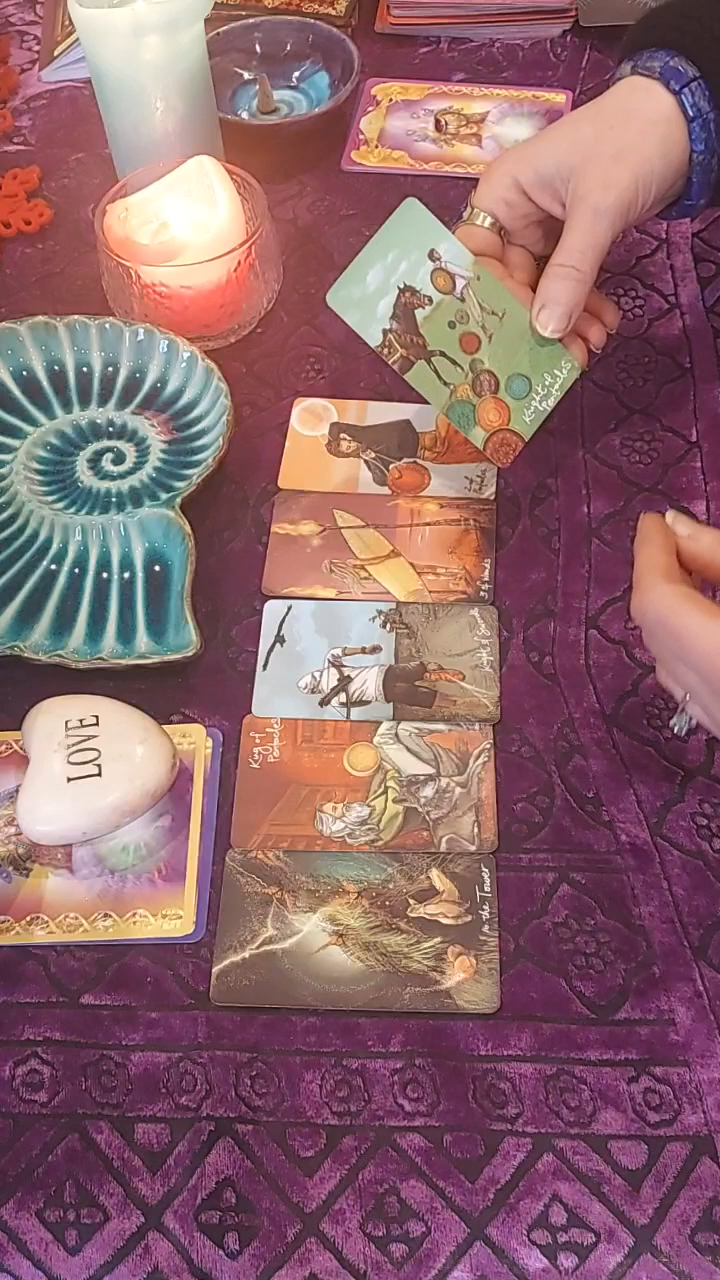 Knight of
Pentacles
3 of Wands
Knight of Swords
King of
Pentacles
LOVE
the Tower